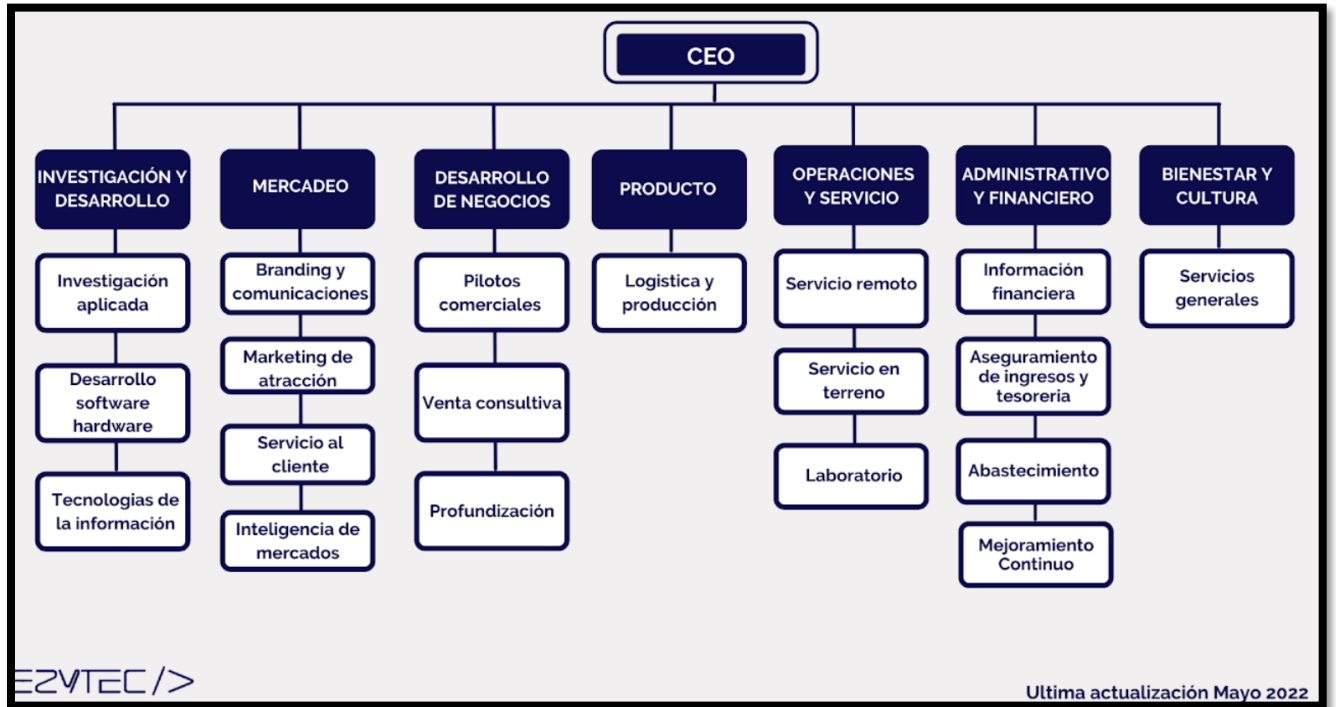 CEO
INVESTIGACIÓN Y
DESARROLLO
Investigación
aplicada
Desarrollo
software
hardware
Tecnologias de
la información
MERCADEO
Branding y
comunicaciones
Marketing de
atracción
Servicio al
cliente
Inteligencia de
mercados
DESARROLLO
DE NEGOCIOS
Pilotos
comerciales
Venta consultiva
Profundización
PRODUCTO
Logistica y
producción
OPERACIONES
Y SERVICIO
Servicio remoto
Servicio en
terreno
Laboratorio
ADMINISTRATIVO
Y FINANCIERO
Información
financiera
Aseguramiento
de ingresos y
tesoreria
Abastecimiento
Mejoramiento
Continuo
BIENESTAR Y
CULTURA
Servicios
generales
EZYTEC/>
Ultima actualización Mayo 2022